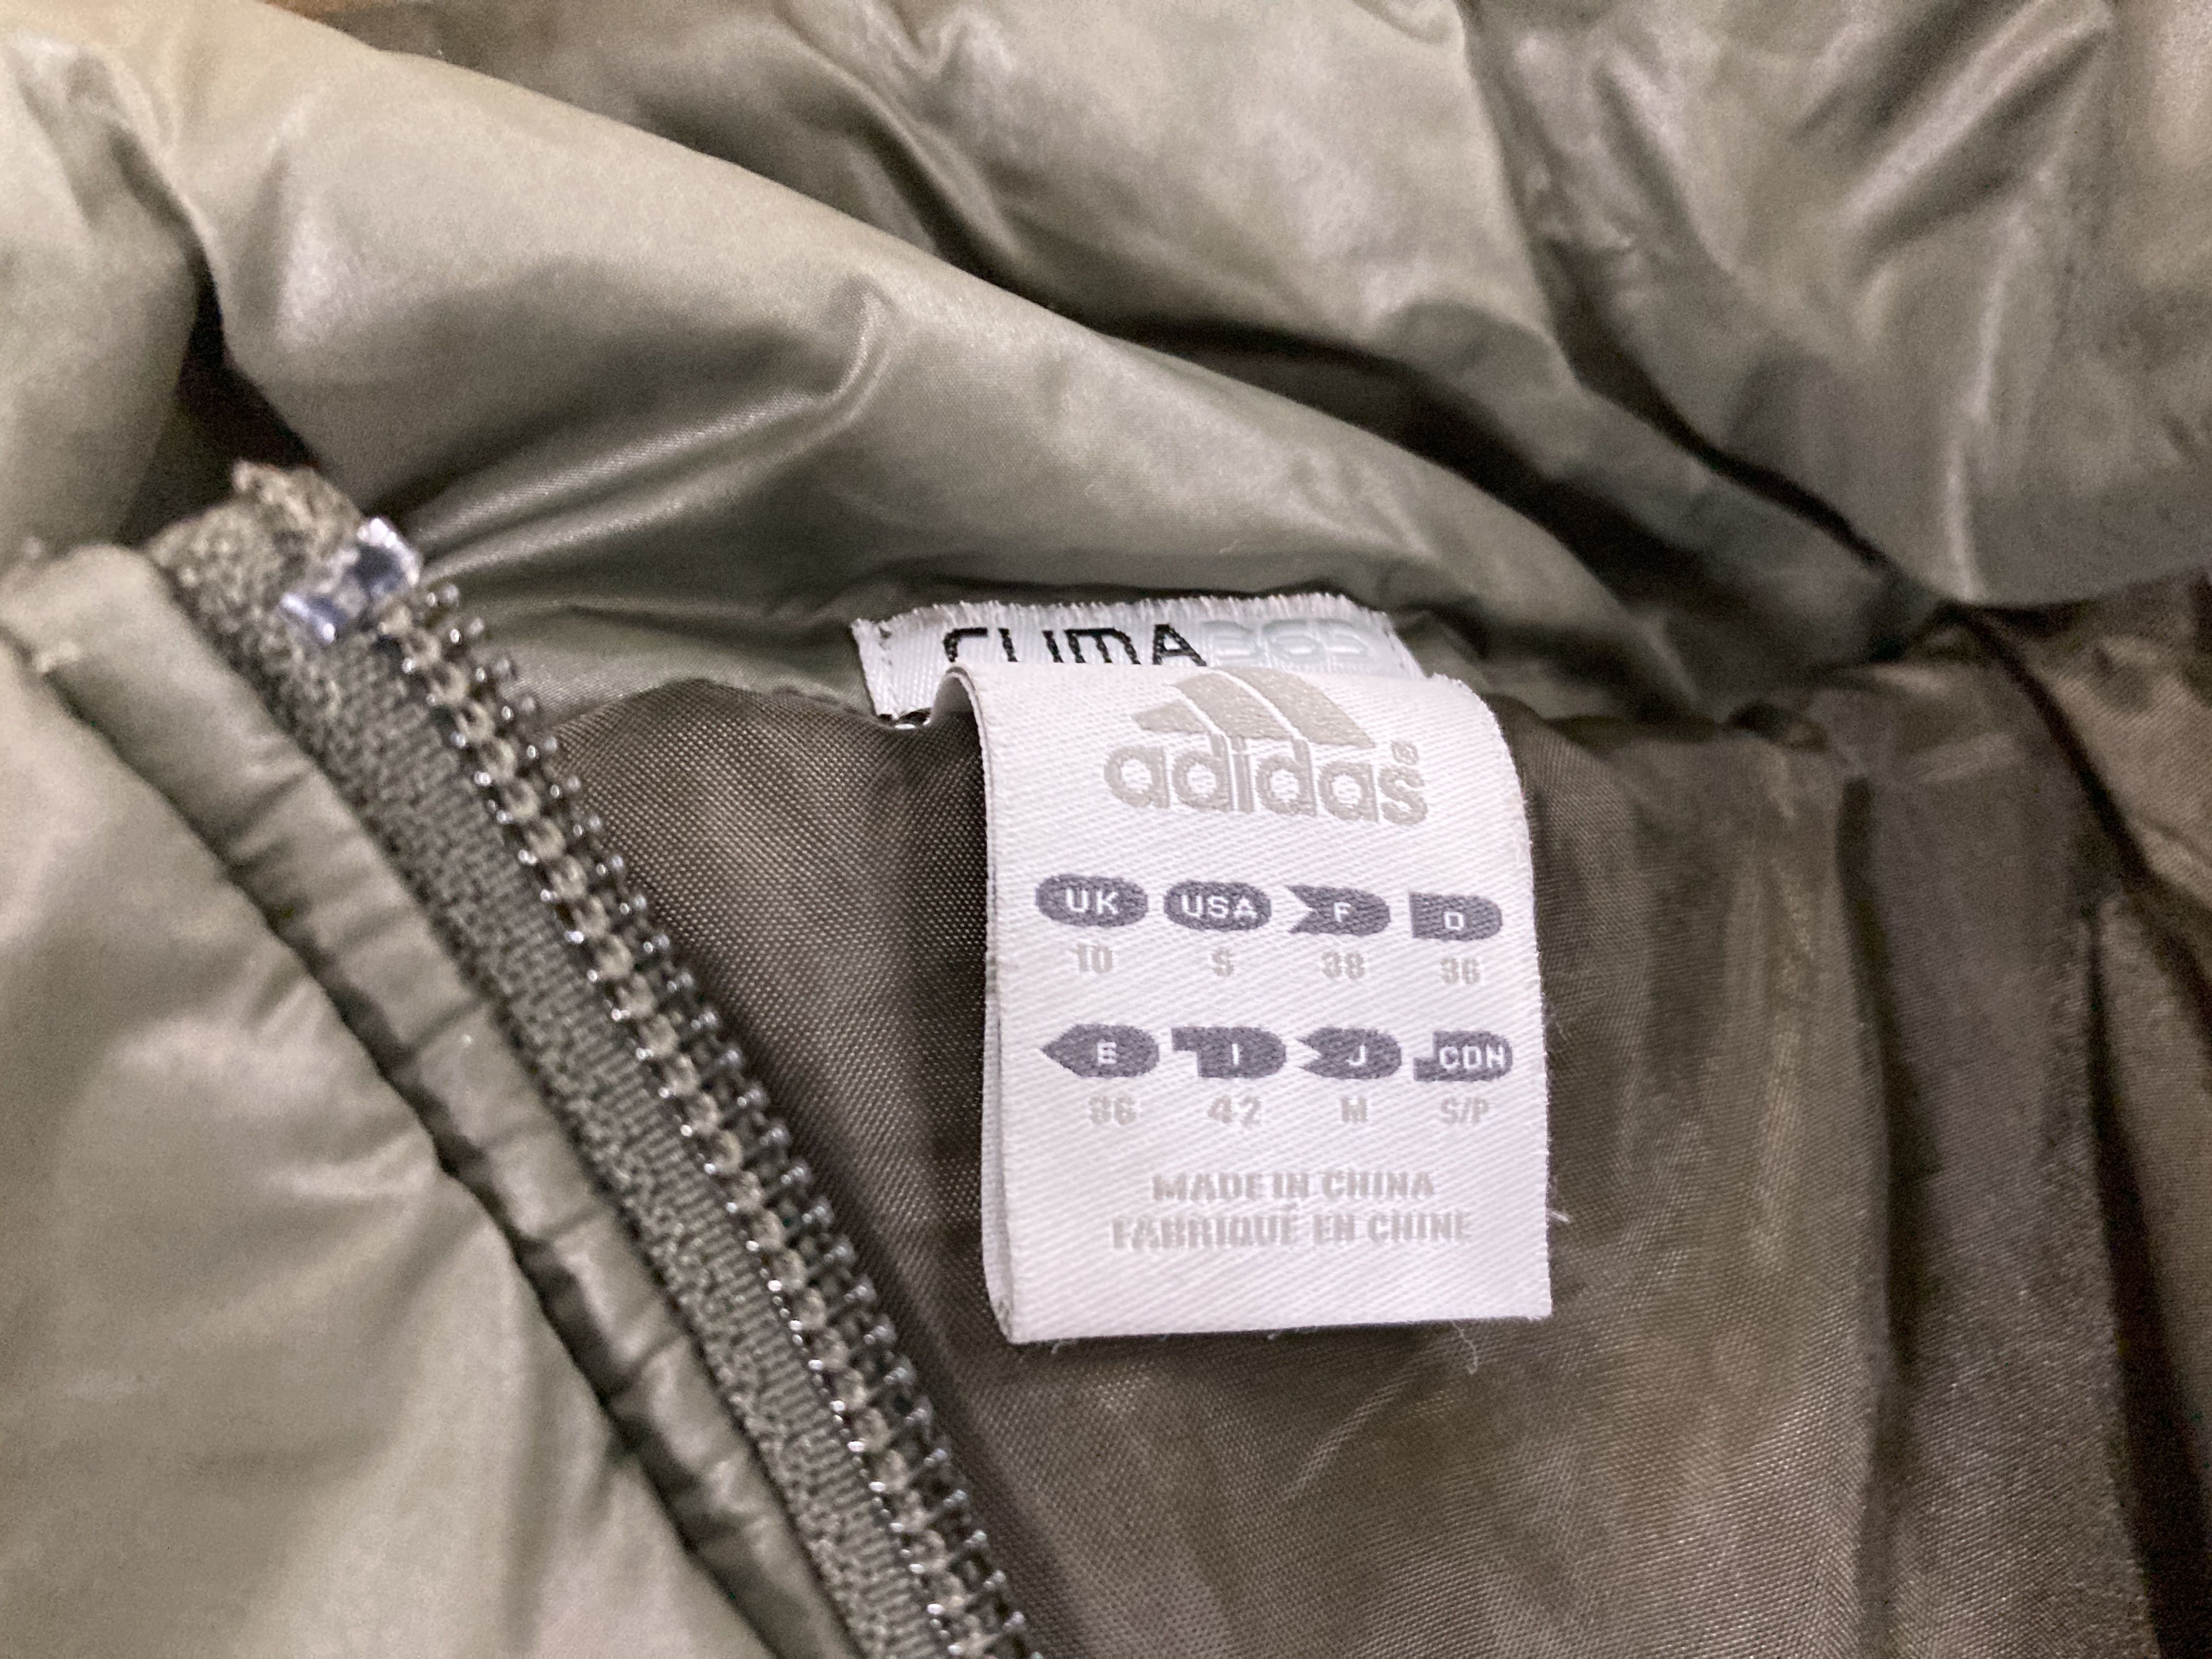 CLIMA365
adidas®
UK USA F D
10 S 38 36
E I J CDN
36 42 M S/P
MADE IN CHINA
FABRIQUÉ EN CHINE